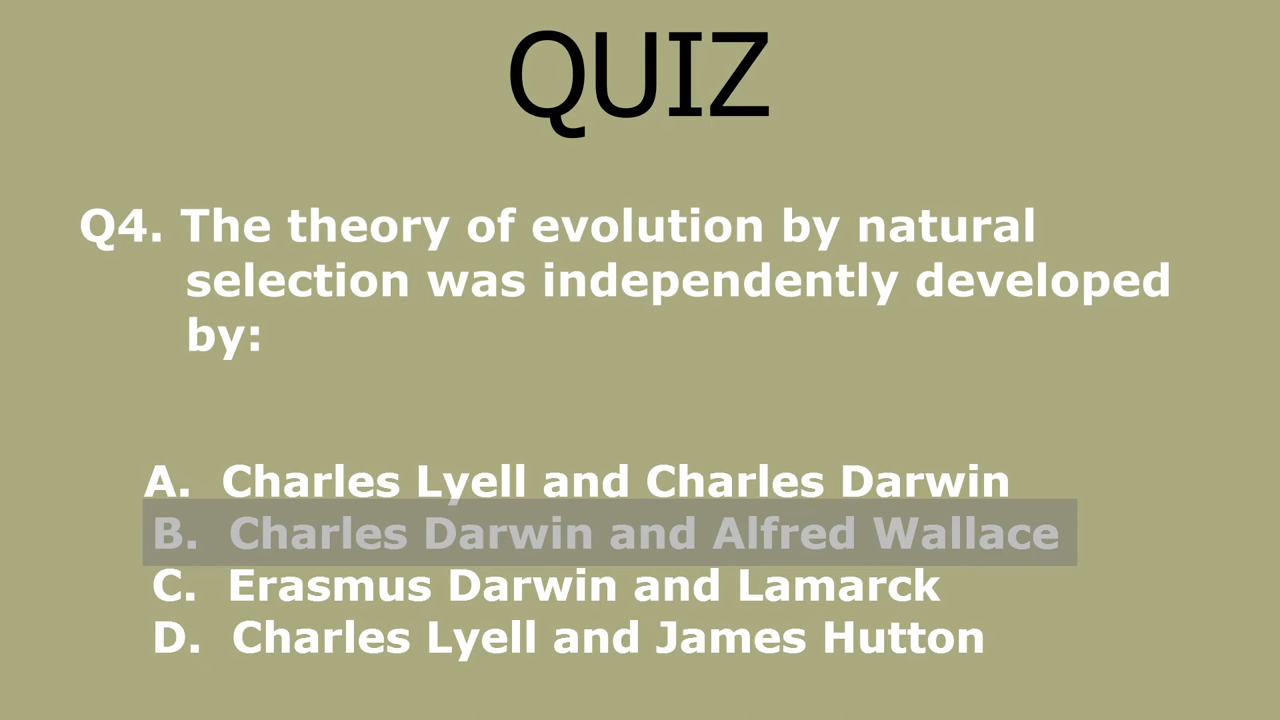 QUIZ
Q4. The theory of evolution by natural
selection was independently developed
by:
A. Charles Lyell and Charles Darwin
B. Charles Darwin and Alfred Wallace
C. Erasmus Darwin and Lamarck
D. Charles Lyell and James Hutton